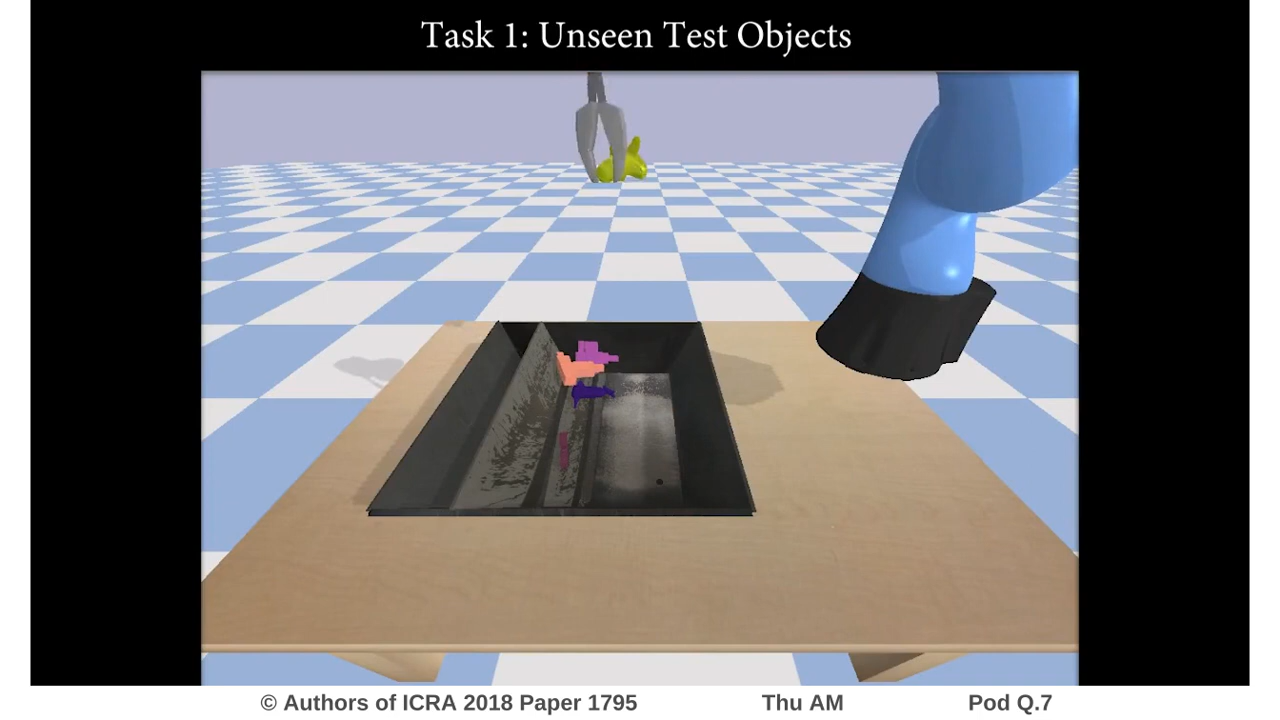 Task 1: Unseen Test Objects
© Authors of ICRA 2018 Paper 1795 Thu AM Pod Q.7